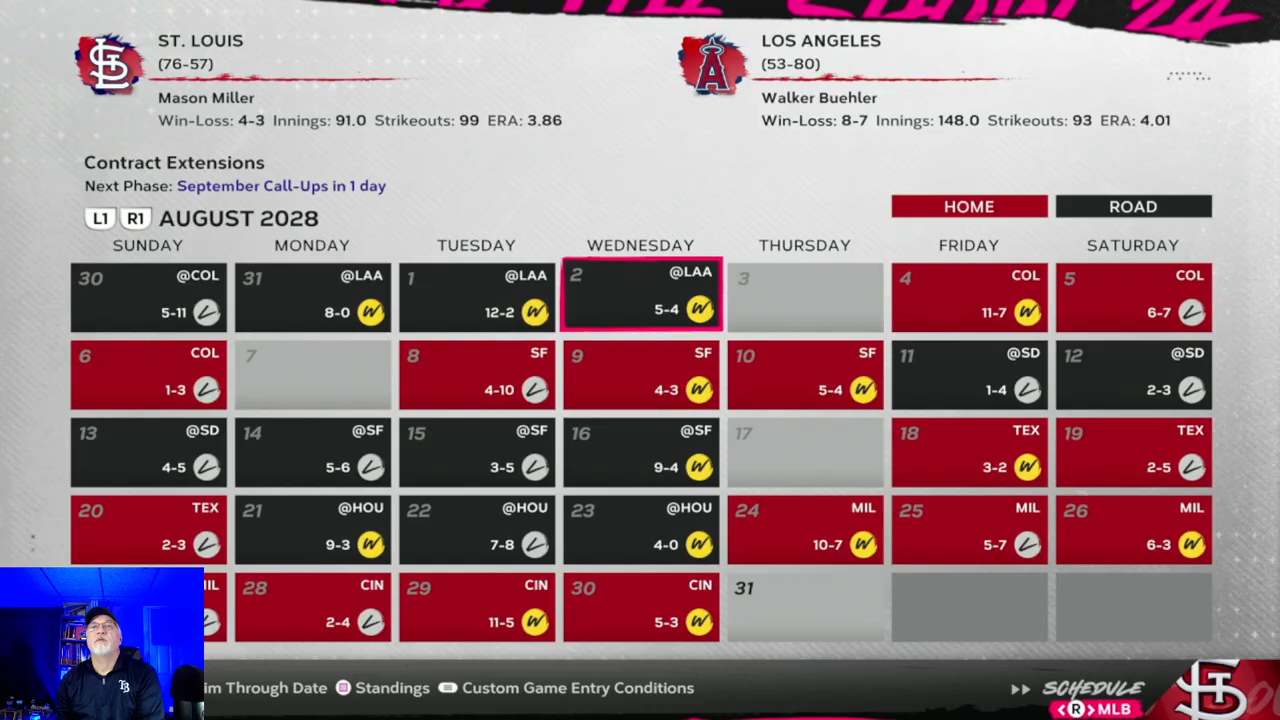 THE SHOW 24
ST. LOUIS
(76-57)
Mason Miller
Win-Loss: 4-3 Innings: 91.0 Strikeouts: 99 ERA: 3.86
LOS ANGELES
(53-80)
Walker Buehler
Win-Loss: 8-7 Innings: 148.0 Strikeouts: 93 ERA: 4.01
Contract Extensions
Next Phase: September Call-Ups in 1 day
L1 R1 AUGUST 2028
HOME ROAD
SUNDAY MONDAY TUESDAY WEDNESDAY THURSDAY FRIDAY SATURDAY
30 @COL 31 @LAA 1 @LAA 2 @LAA 3 4 COL 5 COL
5-11 L 8-0 W 12-2 W 5-4 W 11-7 W 6-7 L
6 COL 7 8 SF 9 SF 10 SF 11 @SD 12 @SD
1-3 L 4-10 L 4-3 W 5-4 W 1-4 L 2-3 L
13 @SD 14 @SF 15 @SF 16 @SF 17 18 TEX 19 TEX
4-5 L 5-6 L 3-5 L 9-4 W 3-2 W 2-5 L
20 TEX 21 @HOU 22 @HOU 23 @HOU 24 MIL 25 MIL 26 MIL
2-3 L 9-3 W 7-8 L 4-0 W 10-7 W 5-7 L 6-3 W
IL 28 CIN 29 CIN 30 CIN 31
L 2-4 L 11-5 W 5-3 W
im Through Date Standings Custom Game Entry Conditions
SCHEDULE
<R> MLB